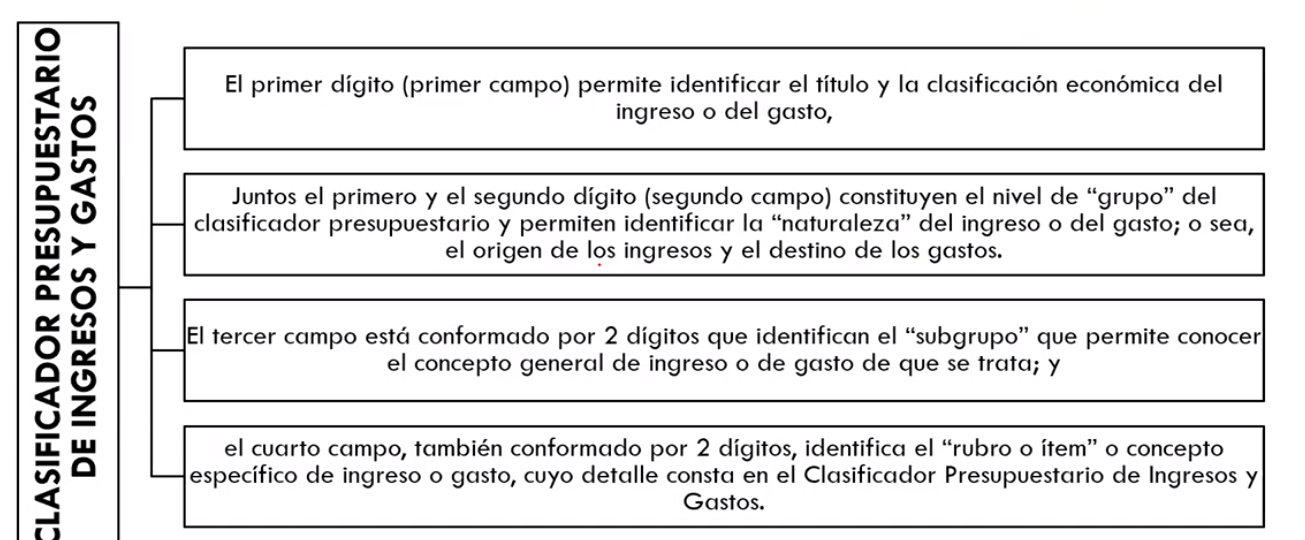 CLASIFICADOR PRESUPUESTARIO
DE INGRESOS Y GASTOS
El primer dígito (primer campo) permite identificar el título y la clasificación económica del
ingreso o del gasto,
Juntos el primero y el segundo dígito (segundo campo) constituyen el nivel de “grupo” del
clasificador presupuestario y permiten identificar la “naturaleza” del ingreso o del gasto; o sea,
el origen de los ingresos y el destino de los gastos.
El tercer campo está conformado por 2 dígitos que identifican el “subgrupo” que permite conocer
el concepto general de ingreso o de gasto de que se trata; y
el cuarto campo, también conformado por 2 dígitos, identifica el “rubro o ítem” o concepto
específico de ingreso o gasto, cuyo detalle consta en el Clasificador Presupuestario de Ingresos y
Gastos.